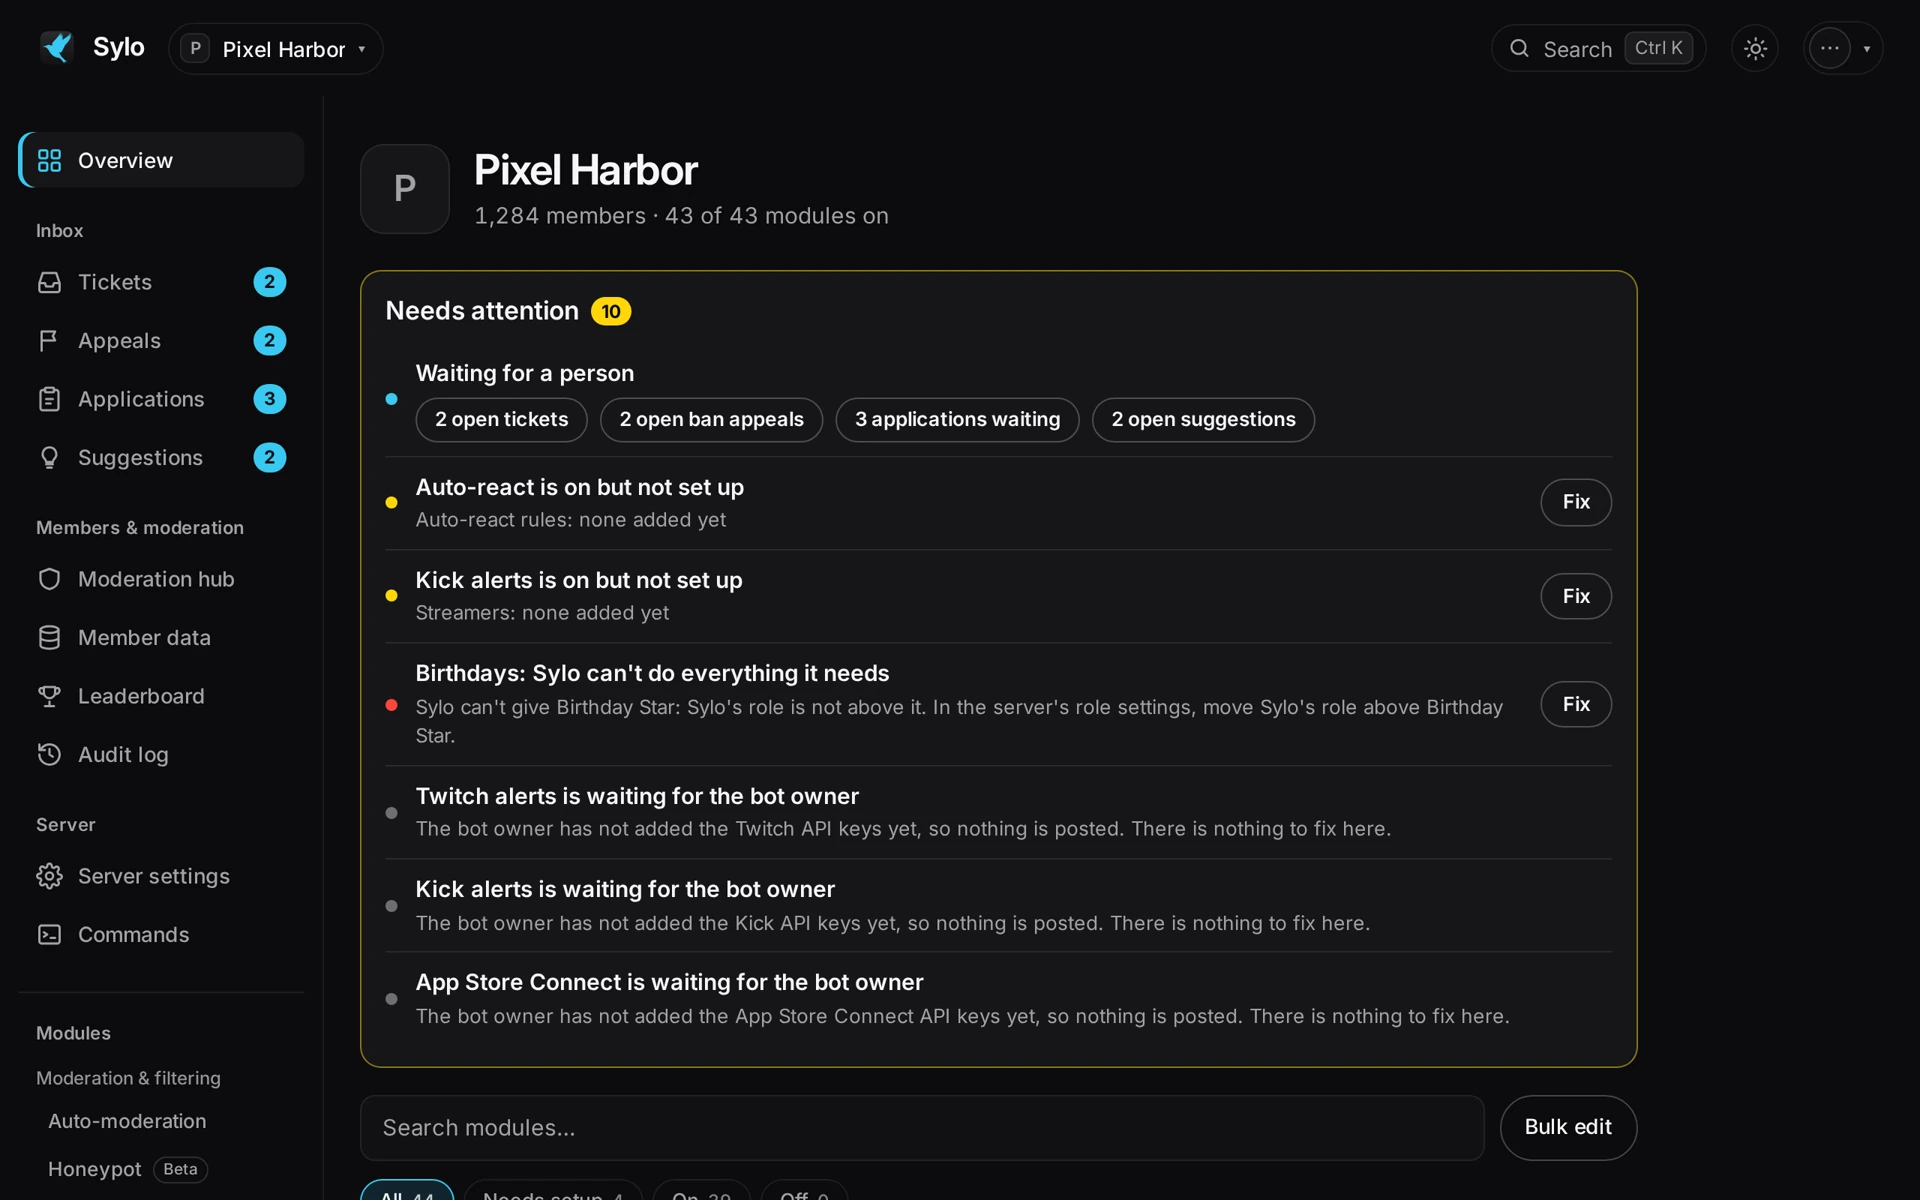 Sylo
P Pixel Harbor ▾
Search Ctrl K
Overview
Inbox
Tickets 2
Appeals 2
Applications 3
Suggestions 2
Members & moderation
Moderation hub
Member data
Leaderboard
Audit log
Server
Server settings
Commands
Modules
Moderation & filtering
Auto-moderation
Honeypot Beta
P
Pixel Harbor
1,284 members · 43 of 43 modules on
Needs attention 10
Waiting for a person
2 open tickets 2 open ban appeals 3 applications waiting 2 open suggestions
Auto-react is on but not set up
Auto-react rules: none added yet
Fix
Kick alerts is on but not set up
Streamers: none added yet
Fix
Birthdays: Sylo can't do everything it needs
Sylo can't give Birthday Star: Sylo's role is not above it. In the server's role settings, move Sylo's role above Birthday
Star.
Fix
Twitch alerts is waiting for the bot owner
The bot owner has not added the Twitch API keys yet, so nothing is posted. There is nothing to fix here.
Kick alerts is waiting for the bot owner
The bot owner has not added the Kick API keys yet, so nothing is posted. There is nothing to fix here.
App Store Connect is waiting for the bot owner
The bot owner has not added the App Store Connect API keys yet, so nothing is posted. There is nothing to fix here.
Search modules...
Bulk edit
All 44 Needs setup 4 On 39 Off 0